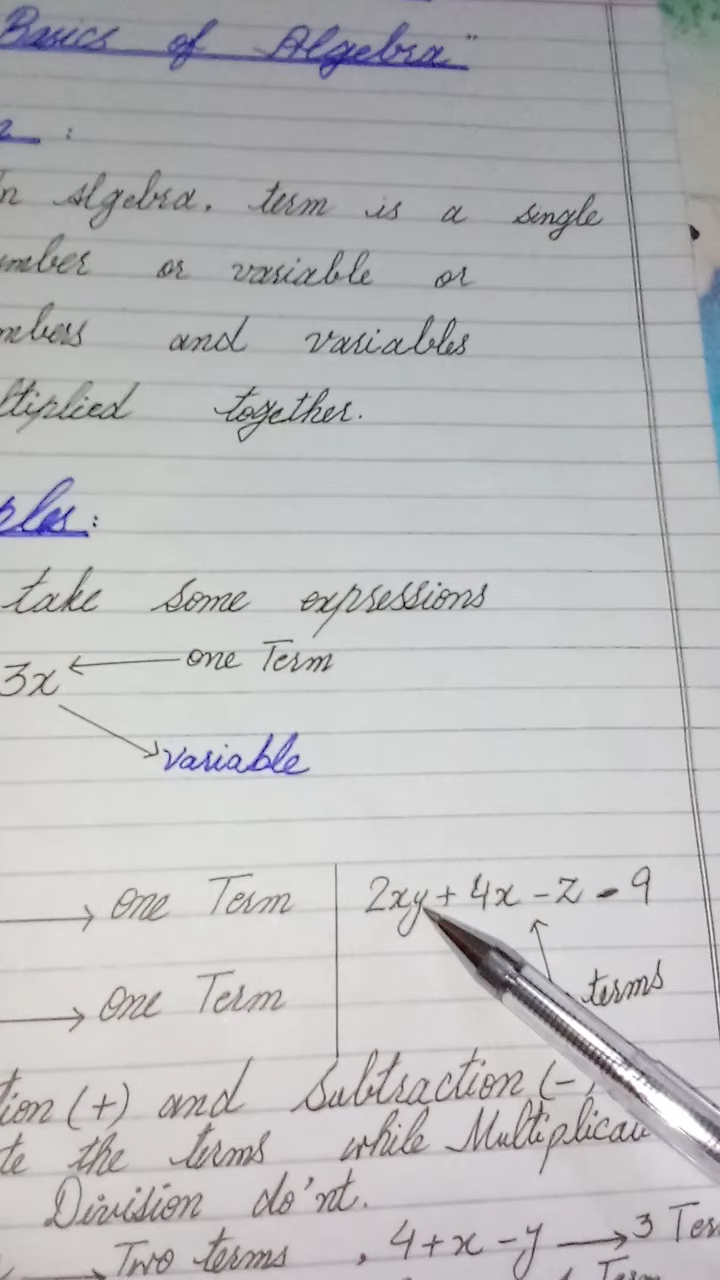 Basics of Algebra"
:
In Algebra. term is a single
or variable or
and variables
together.
:
take some expressions
3x ← one Term
variable
→ one Term
2xy + 4x - z - 9
terms
→ one Term
(+) and Subtraction (-
the terms while
Division do'nt.
→ Two terms , 4+x-y → 3